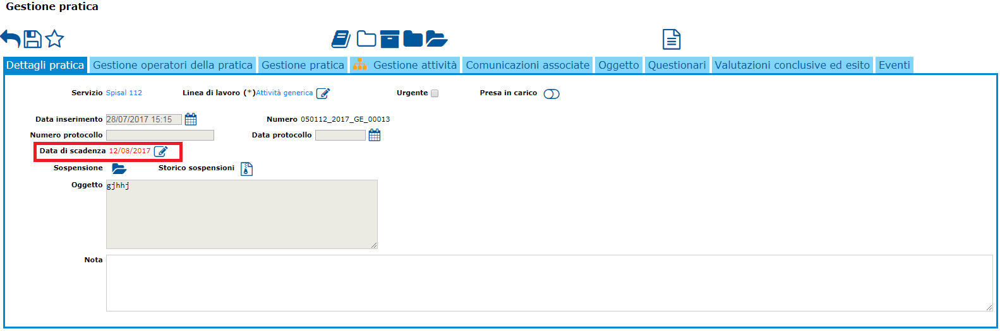 Gestione pratica
Dettagli pratica Gestione operatori della pratica Gestione pratica Gestione attività Comunicazioni associate Oggetto Questionari Valutazioni conclusive ed esito Eventi
Servizio Spisal 112 Linea di lavoro (*)Attività generica Urgente Presa in carico
Data inserimento 28/07/2017 15:15 Numero 050112_2017_GE_00013
Numero protocollo Data protocollo
Data di scadenza 12/08/2017
Sospensione Storico sospensioni
Oggetto gjhhj
Nota